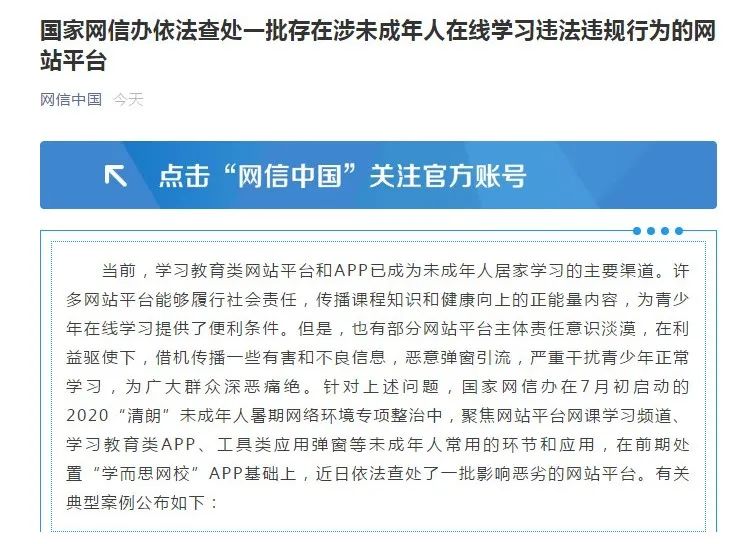 国家网信办依法查处一批存在涉未成年人在线学习违法违规行为的网
站平台
网信中国 今天
点击“网信中国”关注官方账号
当前，学习教育类网站平台和APP已成为未成年人居家学习的主要渠道。许
多网站平台能够履行社会责任，传播课程知识和健康向上的正能量内容，为青少
年在线学习提供了便利条件。但是，也有部分网站平台主体责任意识淡漠，在利
益驱使下，借机传播一些有害和不良信息，恶意弹窗引流，严重干扰青少年正常
学习，为广大群众深恶痛绝。针对上述问题，国家网信办在7月初启动的
2020“清朗”未成年人暑期网络环境专项整治中，聚焦网站平台网课学习频道、
学习教育类APP、工具类应用弹窗等未成年人常用的环节和应用，在前期处
置“学而思网校”APP基础上，近日依法查处了一批影响恶劣的网站平台。有关
典型案例公布如下：